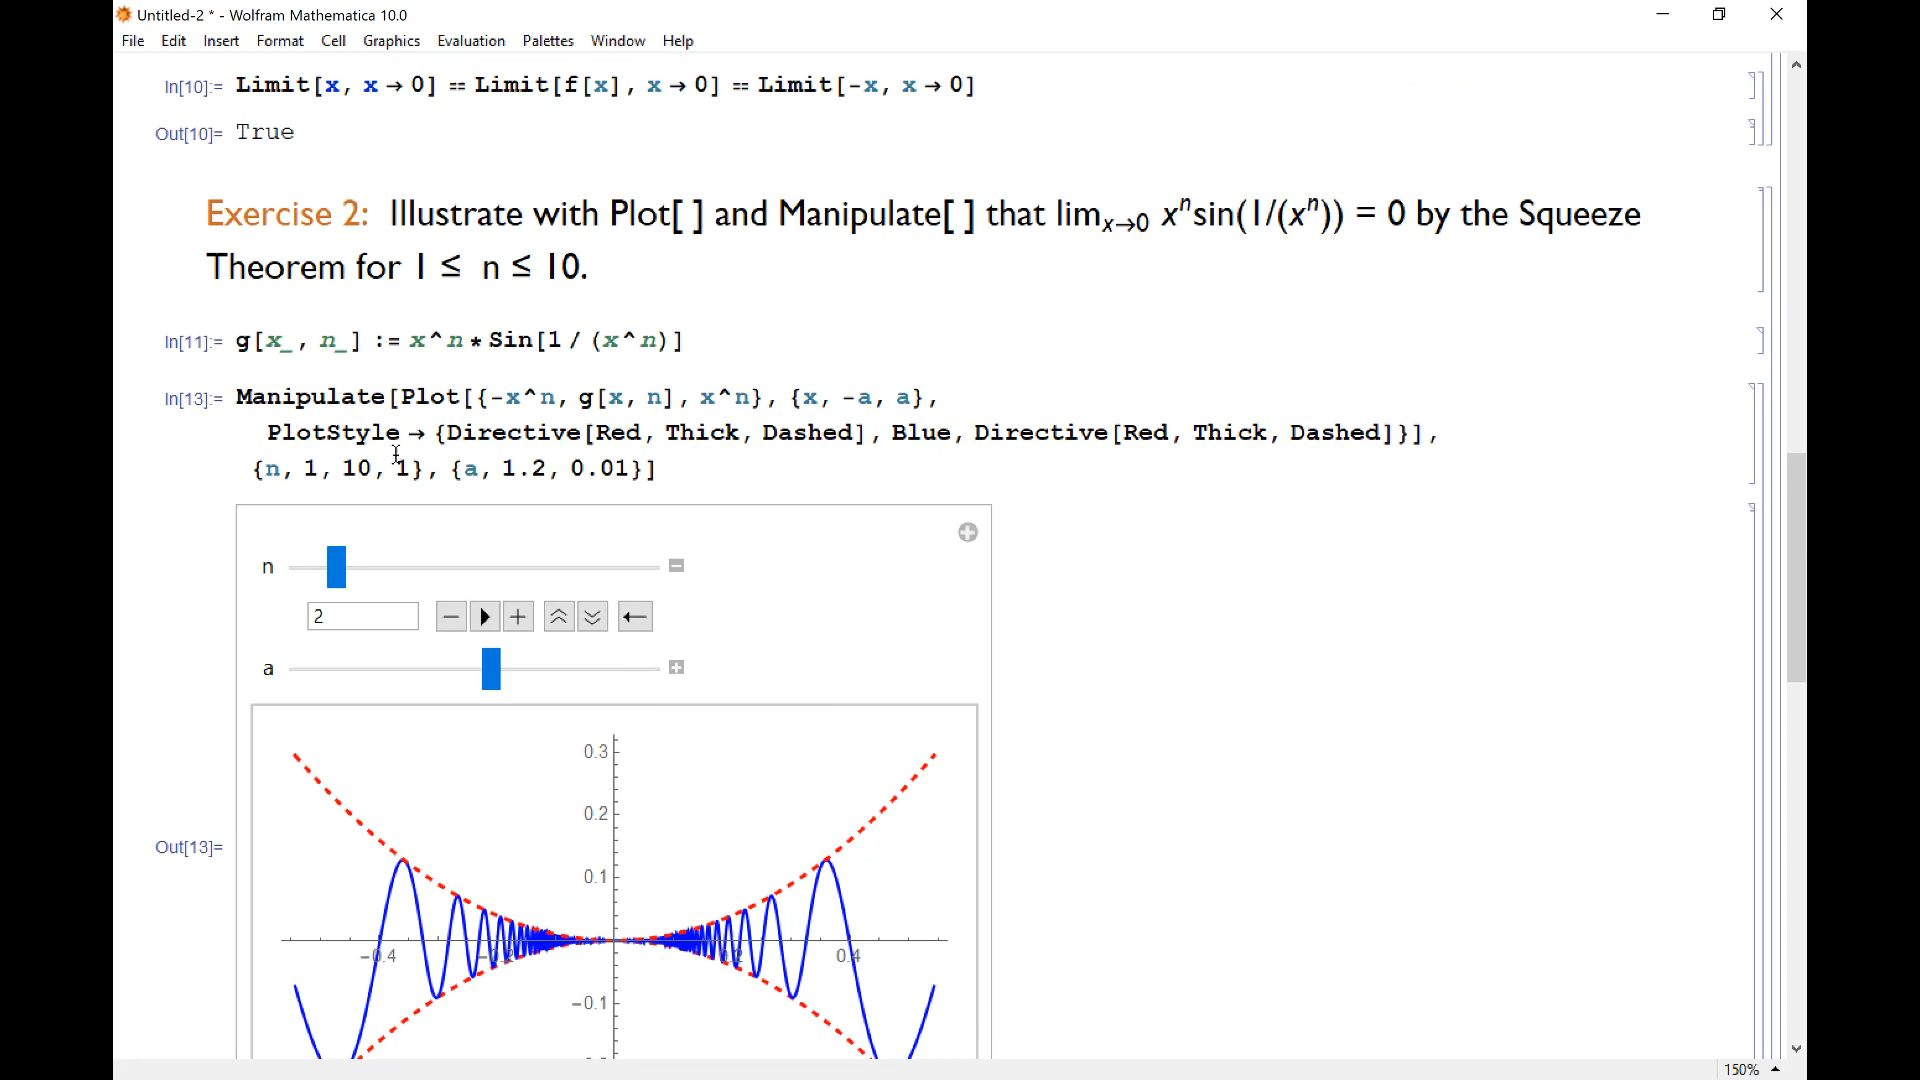 Untitled-2 * - Wolfram Mathematica 10.0
File Edit Insert Format Cell Graphics Evaluation Palettes Window Help
In[10]:= Limit[x, x → 0] == Limit[f[x], x → 0] == Limit[-x, x → 0]
Out[10]= True
Exercise 2: Illustrate with Plot[ ] and Manipulate[ ] that limₓ→₀ xⁿsin(1/(xⁿ)) = 0 by the Squeeze
Theorem for 1 ≤ n ≤ 10.
In[11]:= g[x_, n_] := x^n * Sin[1 / (x^n)]
In[13]:= Manipulate[Plot[{-x^n, g[x, n], x^n}, {x, -a, a},
PlotStyle → {Directive[Red, Thick, Dashed], Blue, Directive[Red, Thick, Dashed]}],
{n, 1, 10, 1}, {a, 1.2, 0.01}]
n
2
a
0.3
0.2
Out[13]=
0.1
-0.4 -0.2 0.2 0.4
-0.1
150%